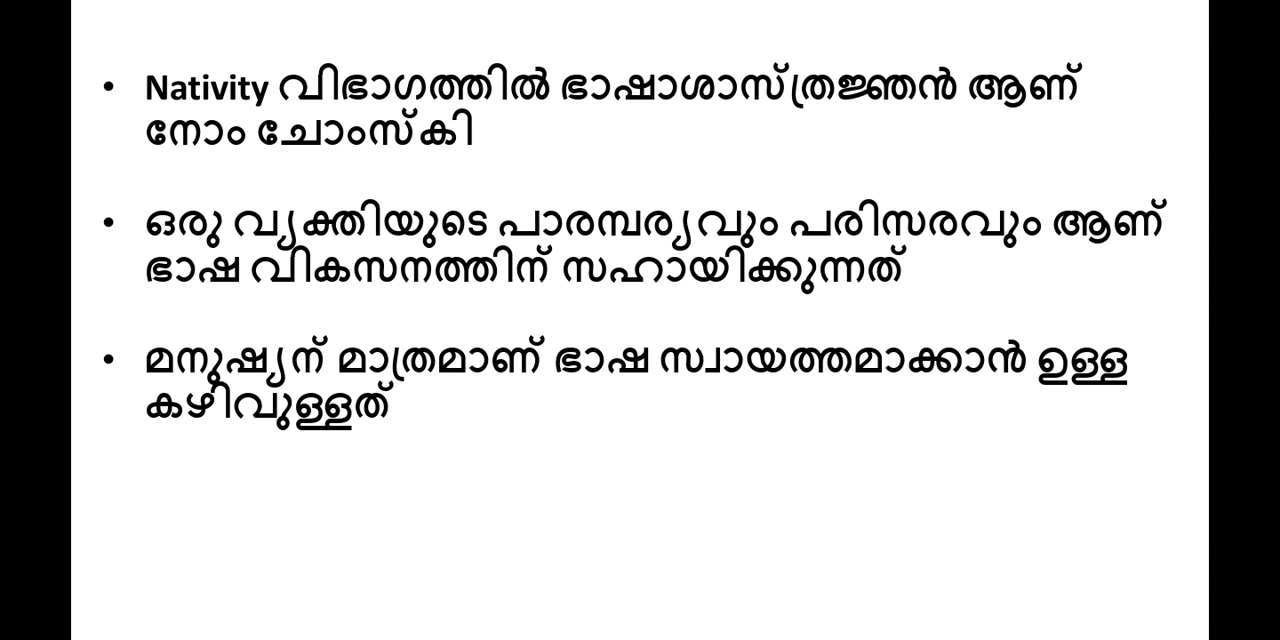 • Nativity വിഭാഗത്തിൽ ഭാഷാശാസ്ത്രജ്ഞൻ ആണ്
നോം ചോംസ്കി
• ഒരു വ്യക്തിയുടെ പാരമ്പര്യവും പരിസരവും ആണ്
ഭാഷ വികസനത്തിന് സഹായിക്കുന്നത്
• മനുഷ്യന് മാത്രമാണ് ഭാഷ സ്വായത്തമാക്കാൻ ഉള്ള
കഴിവുള്ളത്